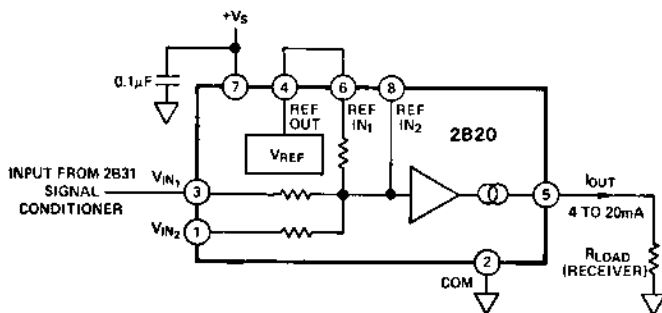 +VS
0.1μF
7
4
6
8
REF
OUT
REF
IN1
REF
IN2
2B20
VREF
INPUT FROM 2B31
SIGNAL
CONDITIONER
VIN1
3
VIN2
1
5
IOUT
4 TO 20mA
2
COM
RLOAD
(RECEIVER)